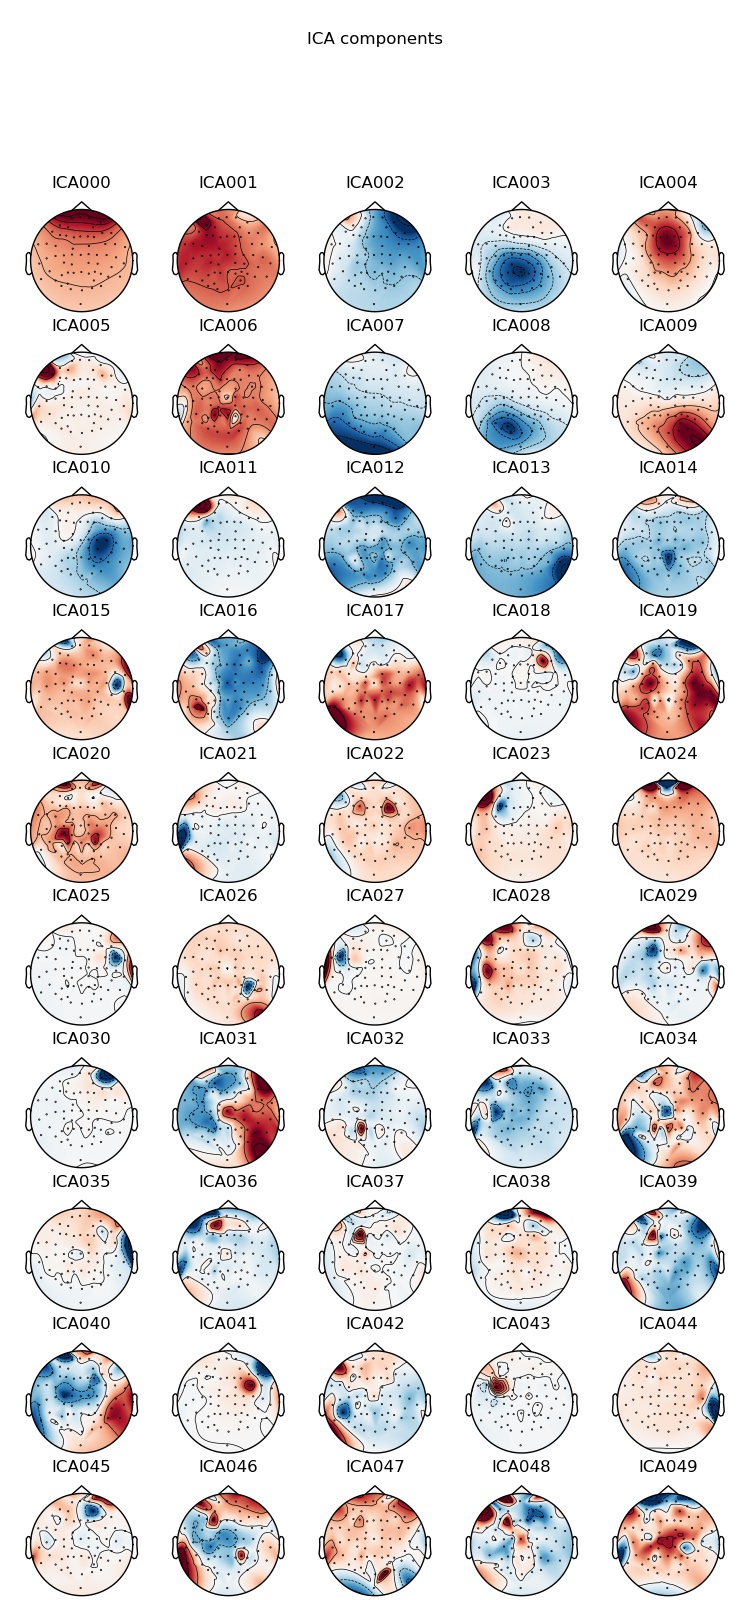 ICA components
ICA000 ICA001 ICA002 ICA003 ICA004
ICA005 ICA006 ICA007 ICA008 ICA009
ICA010 ICA011 ICA012 ICA013 ICA014
ICA015 ICA016 ICA017 ICA018 ICA019
ICA020 ICA021 ICA022 ICA023 ICA024
ICA025 ICA026 ICA027 ICA028 ICA029
ICA030 ICA031 ICA032 ICA033 ICA034
ICA035 ICA036 ICA037 ICA038 ICA039
ICA040 ICA041 ICA042 ICA043 ICA044
ICA045 ICA046 ICA047 ICA048 ICA049